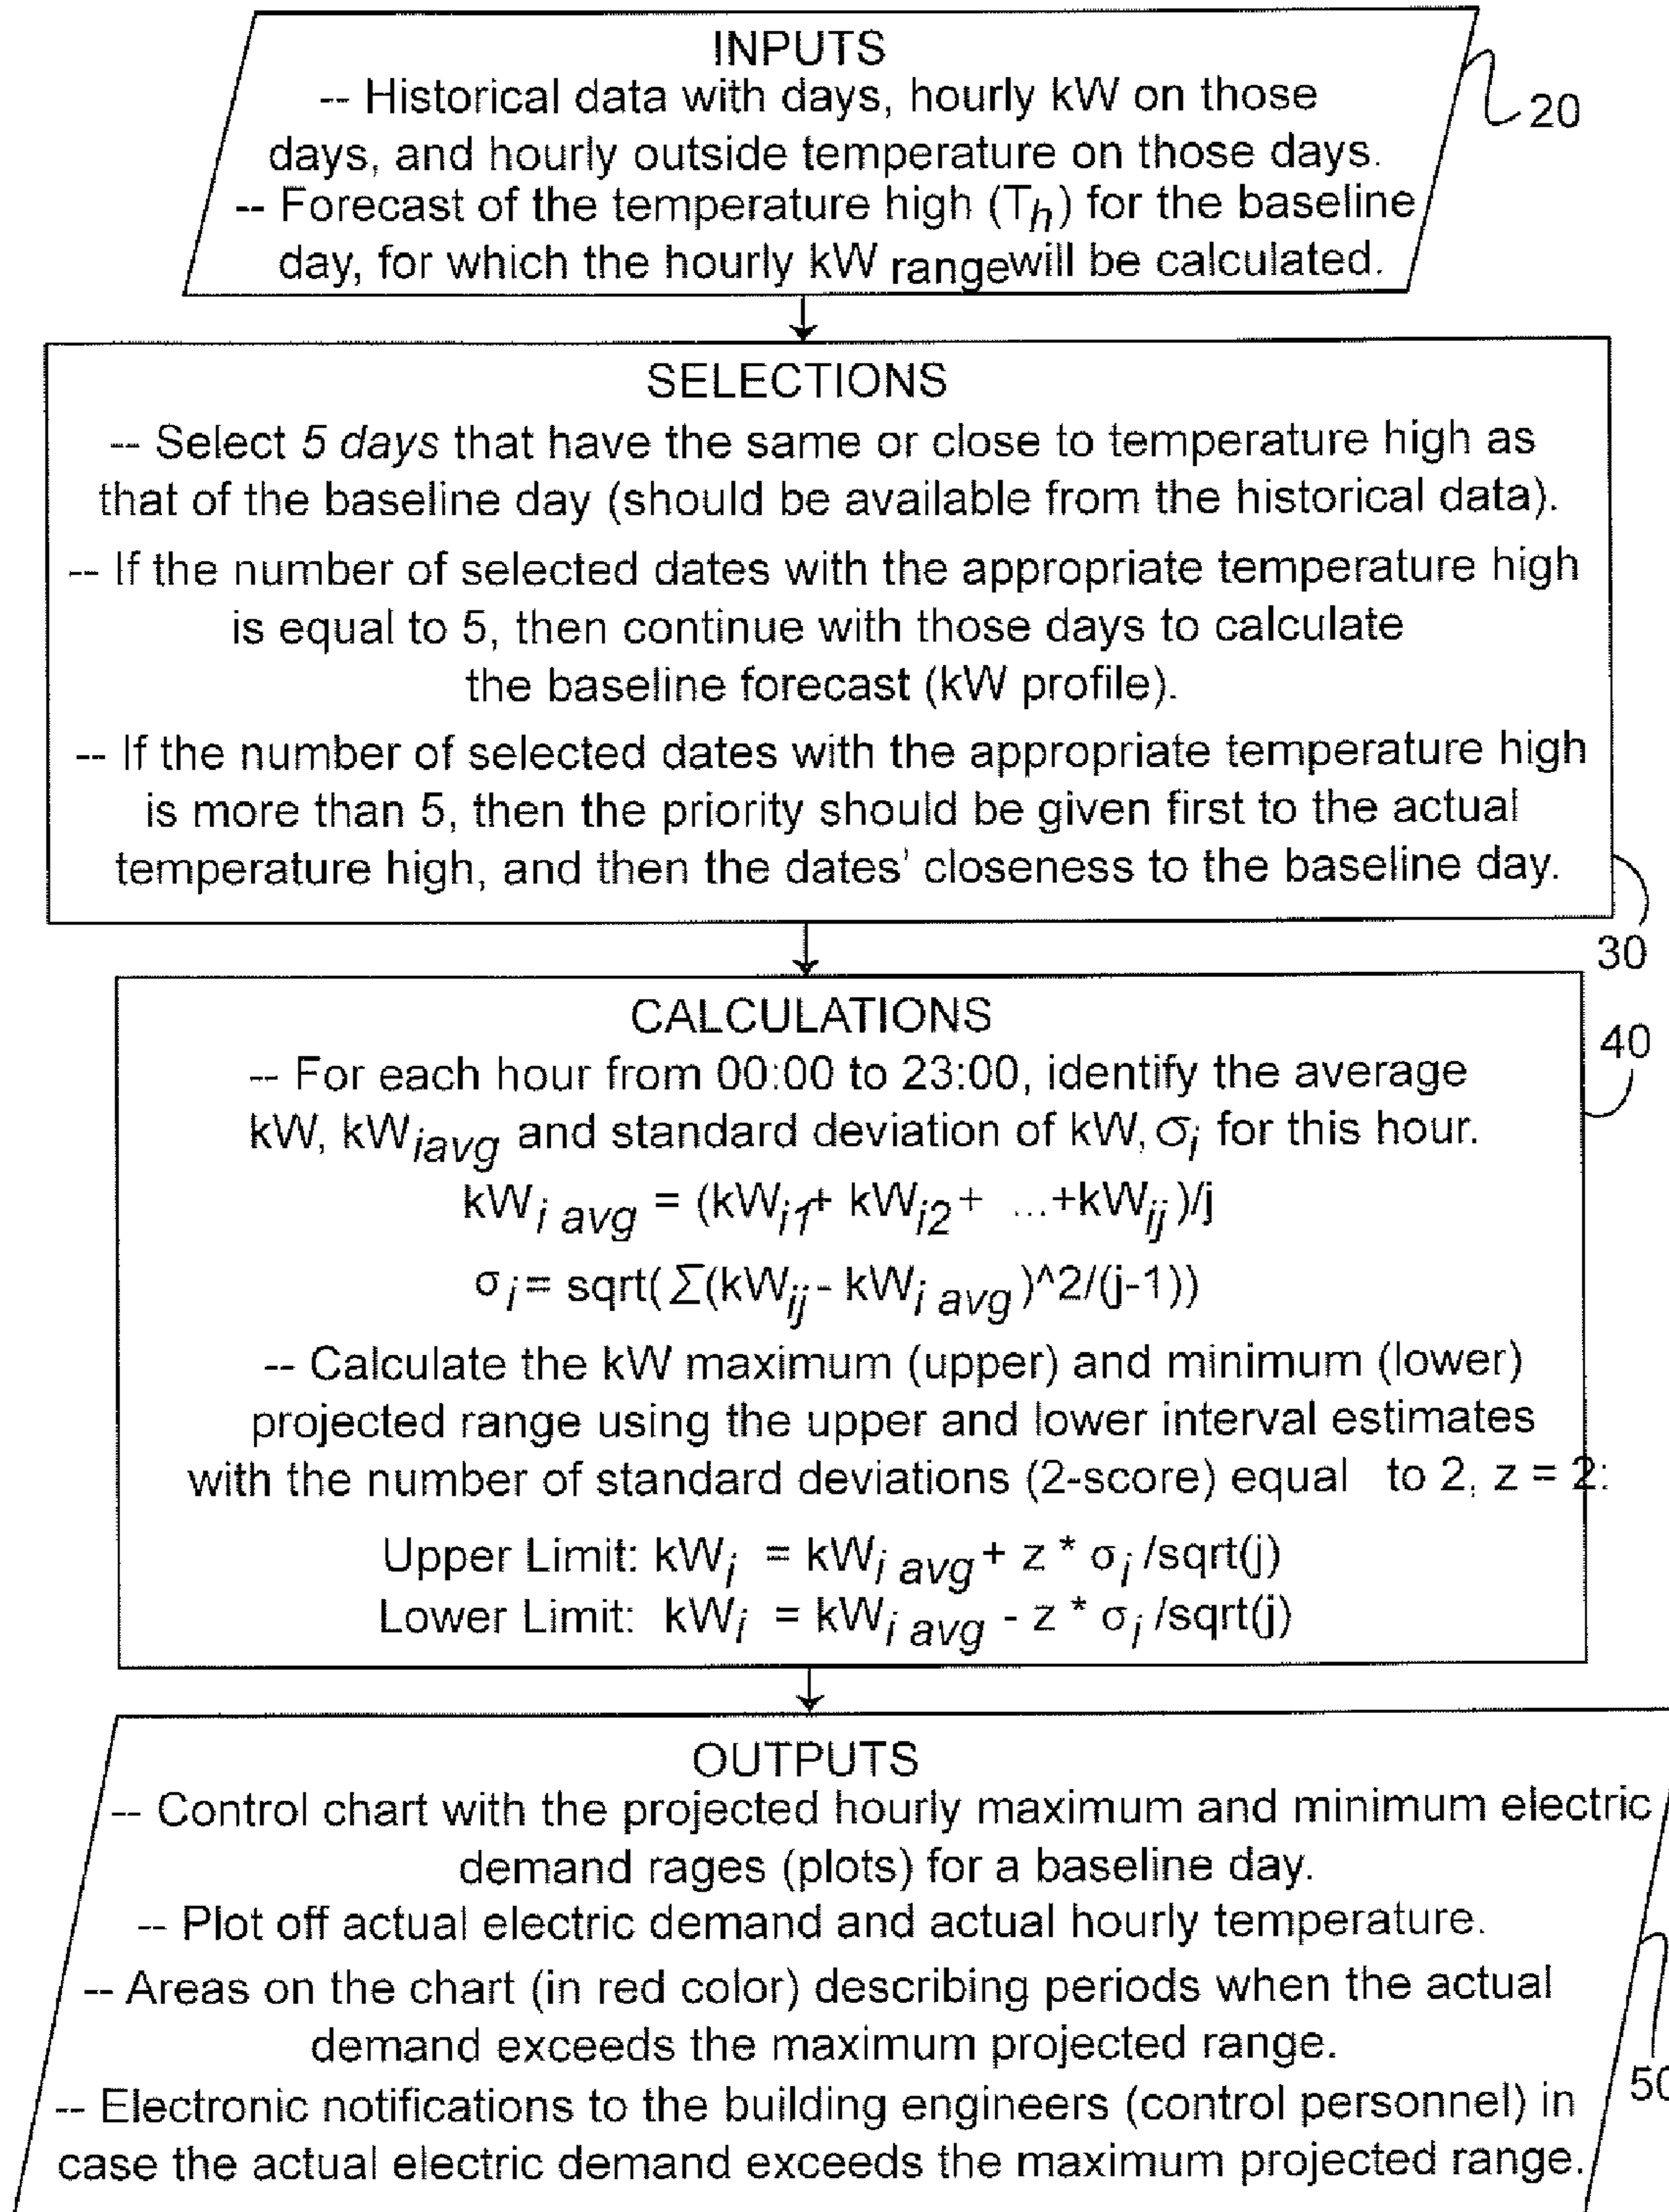 INPUTS
-- Historical data with days, hourly kW on those
days, and hourly outside temperature on those days.
-- Forecast of the temperature high (Th) for the baseline
day, for which the hourly kW range will be calculated.
20
SELECTIONS
-- Select 5 days that have the same or close to temperature high as
that of the baseline day (should be available from the historical data).
-- If the number of selected dates with the appropriate temperature high
is equal to 5, then continue with those days to calculate
the baseline forecast (kW profile).
-- If the number of selected dates with the appropriate temperature high
is more than 5, then the priority should be given first to the actual
temperature high, and then the dates' closeness to the baseline day.
30
CALCULATIONS
40
-- For each hour from 00:00 to 23:00, identify the average
kW, kWiavg and standard deviation of kW, σi for this hour.
kWi avg = (kWi1+ kWi2+ ...+kWij)/j
σi = sqrt( Σ(kWij - kWi avg )^2/(j-1))
-- Calculate the kW maximum (upper) and minimum (lower)
projected range using the upper and lower interval estimates
with the number of standard deviations (2-score) equal to 2, z = 2:
Upper Limit: kWi = kWi avg + z * σi /sqrt(j)
Lower Limit: kWi = kWi avg - z * σi /sqrt(j)
OUTPUTS
-- Control chart with the projected hourly maximum and minimum electric
demand rages (plots) for a baseline day.
-- Plot off actual electric demand and actual hourly temperature.
-- Areas on the chart (in red color) describing periods when the actual
demand exceeds the maximum projected range.
50
-- Electronic notifications to the building engineers (control personnel) in
case the actual electric demand exceeds the maximum projected range.